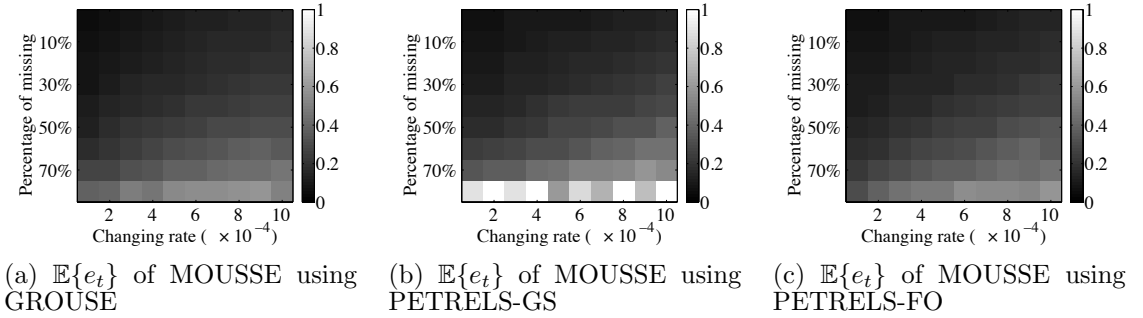 1
0.8
0.6
0.4
0.2
0
10%
30%
50%
70%
Percentage of missing
2 4 6 8 10
Changing rate ( × 10⁻⁴)
(a) 𝔼{e_t} of MOUSSE using
GROUSE
1
0.8
0.6
0.4
0.2
0
10%
30%
50%
70%
Percentage of missing
2 4 6 8 10
Changing rate ( × 10⁻⁴)
(b) 𝔼{e_t} of MOUSSE using
PETRELS-GS
1
0.8
0.6
0.4
0.2
0
10%
30%
50%
70%
Percentage of missing
2 4 6 8 10
Changing rate ( × 10⁻⁴)
(c) 𝔼{e_t} of MOUSSE using
PETRELS-FO